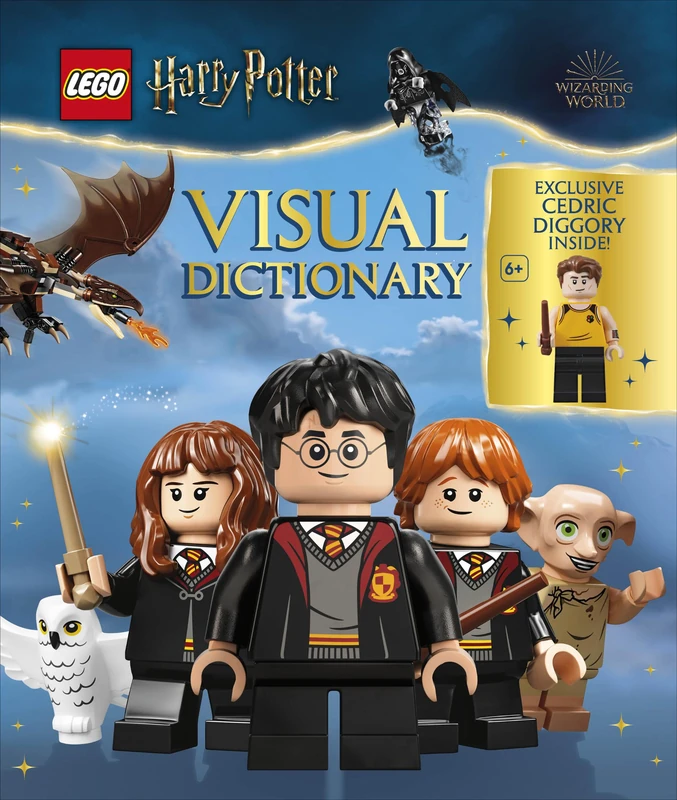 LEGO
Harry Potter
WIZARDING
WORLD
VISUAL
DICTIONARY
EXCLUSIVE
CEDRIC
DIGGORY
INSIDE!
6+